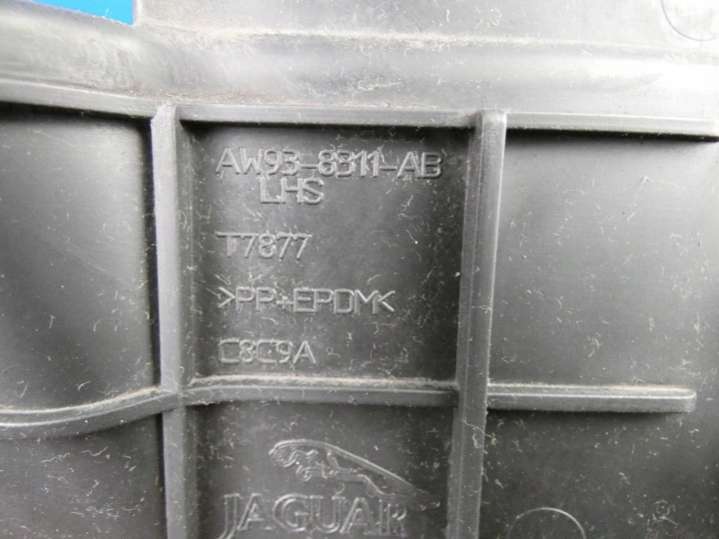 AW93-8311-AB
LHS
T7877
>PP+EPDM<
C8C9A
JAGUAR